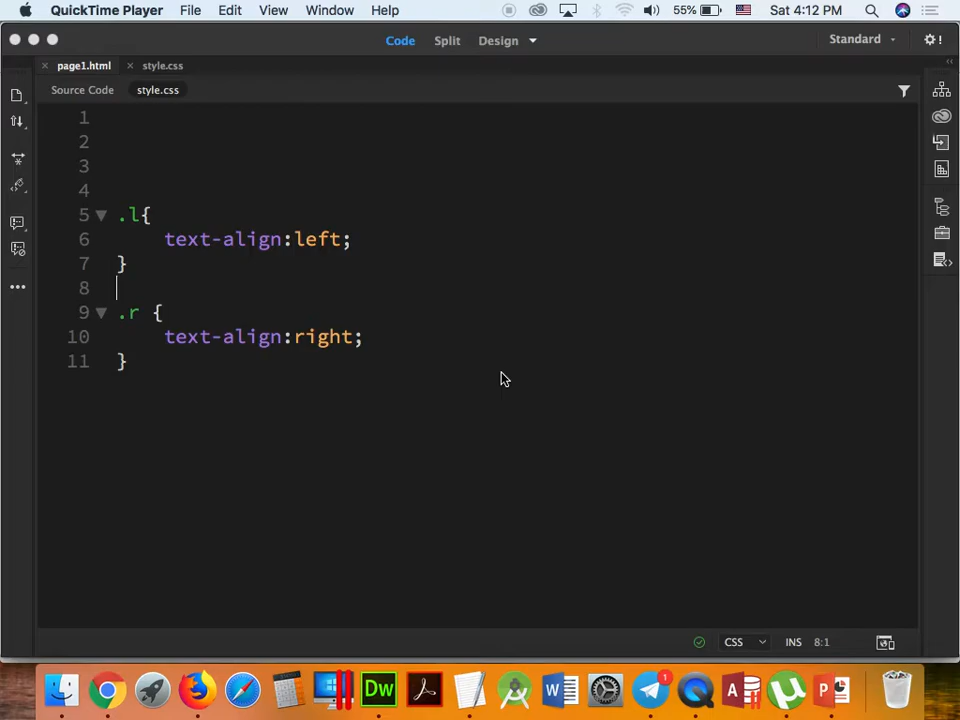 QuickTime Player File Edit View Window Help 55% Sat 4:12 PM
Code Split Design Standard
page1.html style.css
Source Code style.css
1
2
3
4
5 .l{
6 text-align:left;
7 }
8
9 .r {
10 text-align:right;
11 }
CSS INS 8:1
Dw 1